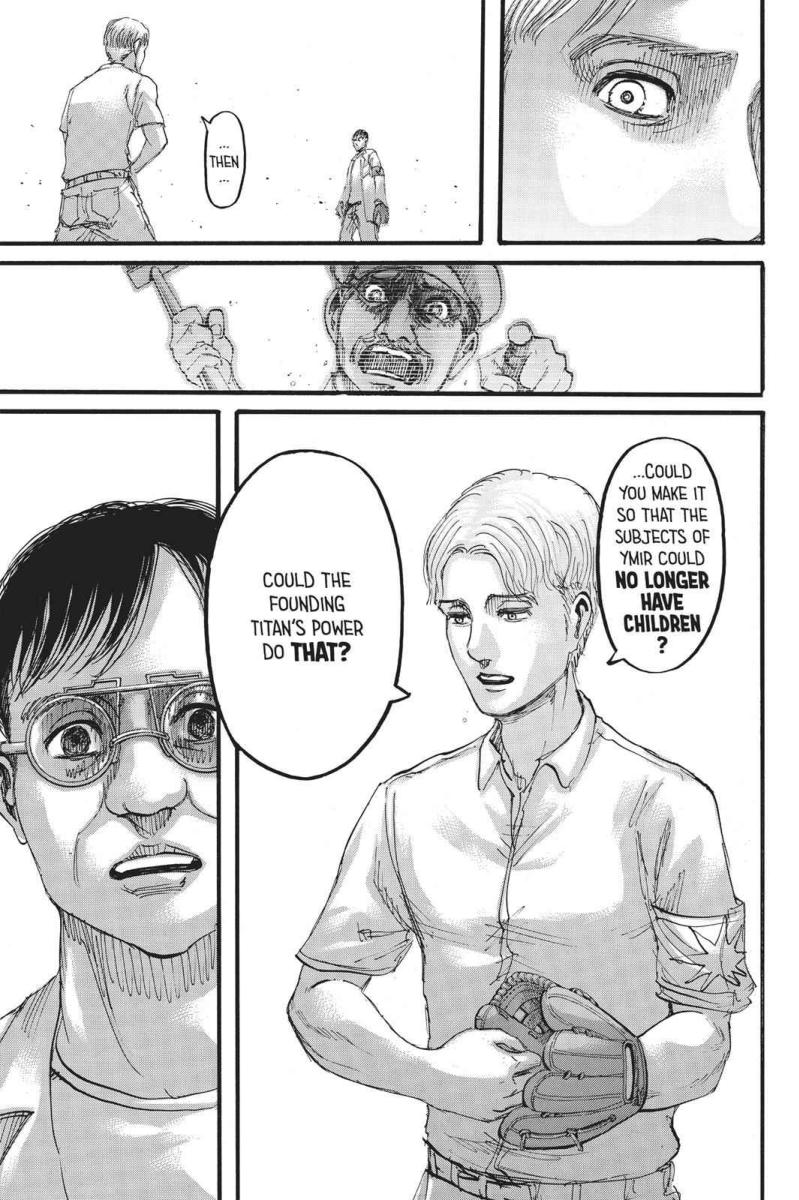 ...
THEN
...
...COULD
YOU MAKE IT
SO THAT THE
SUBJECTS OF
YMIR COULD
NO LONGER
HAVE
CHILDREN
?
COULD THE
FOUNDING
TITAN'S POWER
DO THAT?